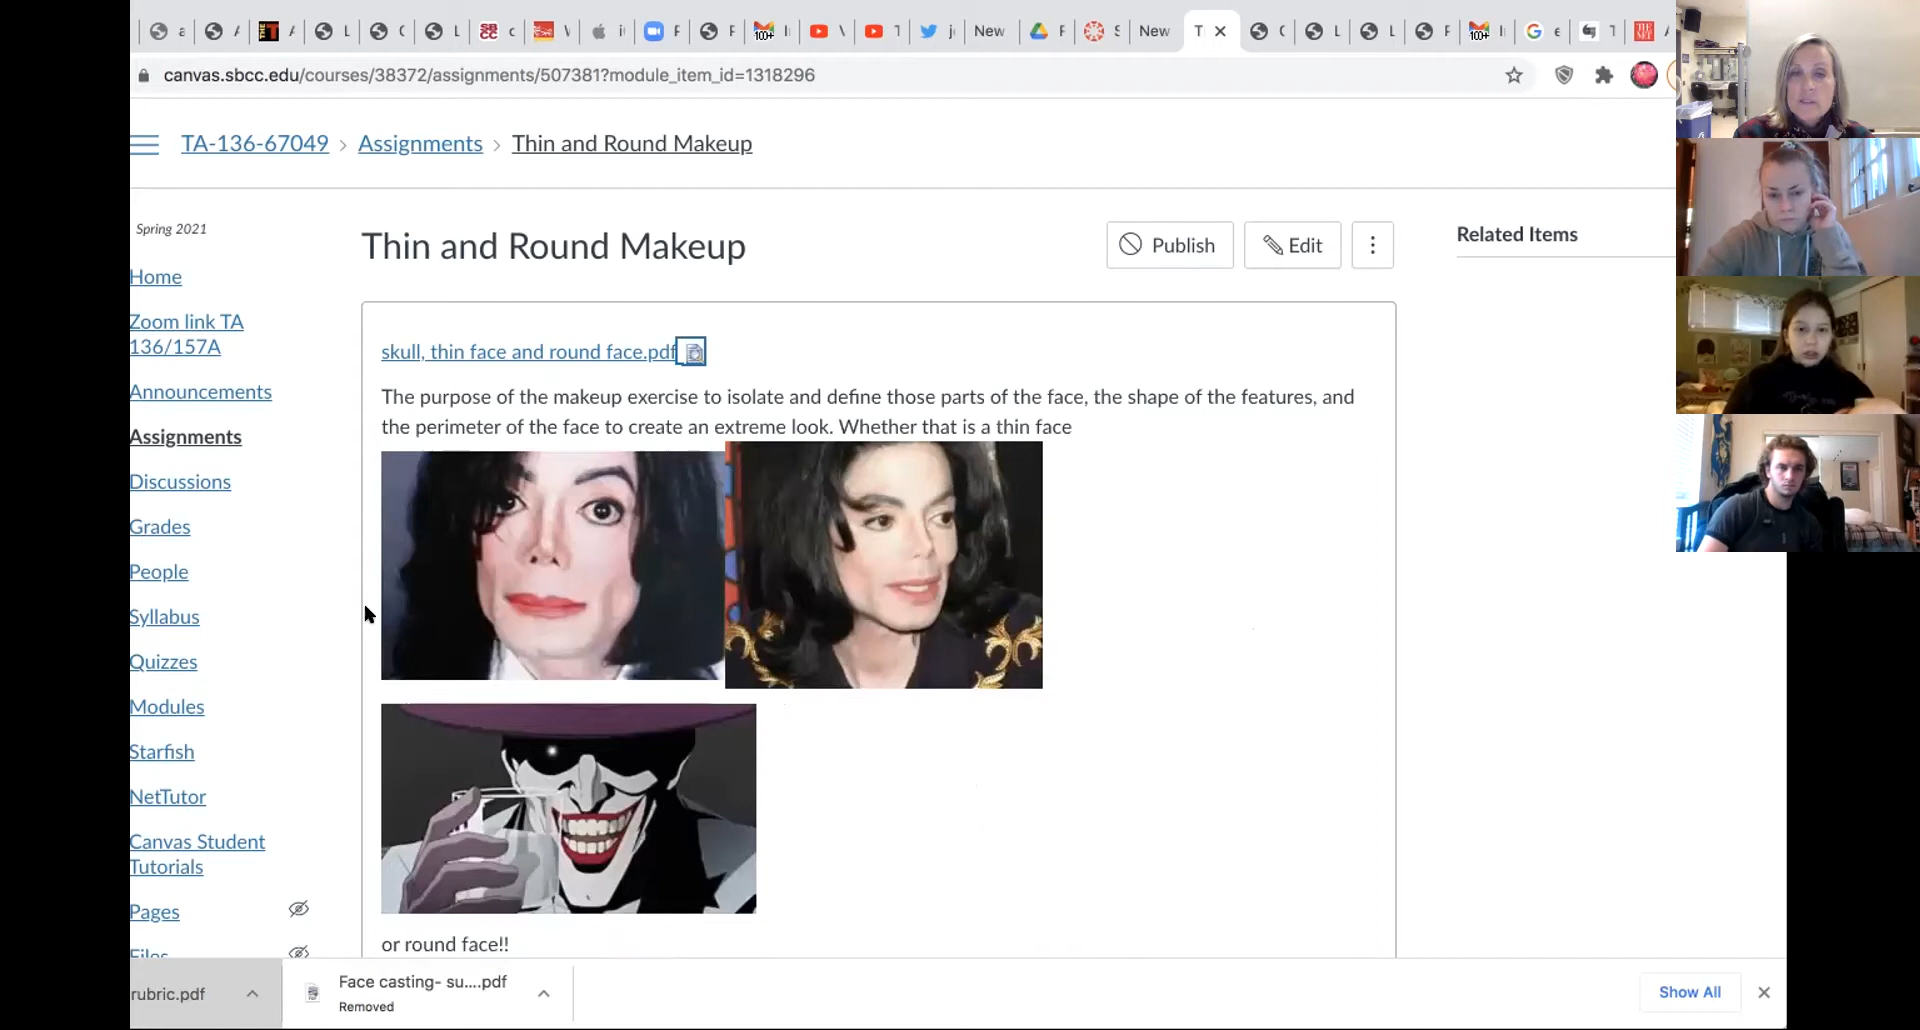 New
New
canvas.sbcc.edu/courses/38372/assignments/507381?module_item_id=1318296
TA-136-67049 > Assignments > Thin and Round Makeup
Spring 2021
Home
Zoom link TA
136/157A
Announcements
Assignments
Discussions
Grades
People
Syllabus
Quizzes
Modules
Starfish
NetTutor
Canvas Student
Tutorials
Pages
Files
Thin and Round Makeup
Publish
Edit
Related Items
skull, thin face and round face.pdf
The purpose of the makeup exercise to isolate and define those parts of the face, the shape of the features, and
the perimeter of the face to create an extreme look. Whether that is a thin face
or round face!!
rubric.pdf
Face casting- su....pdf
Removed
Show All